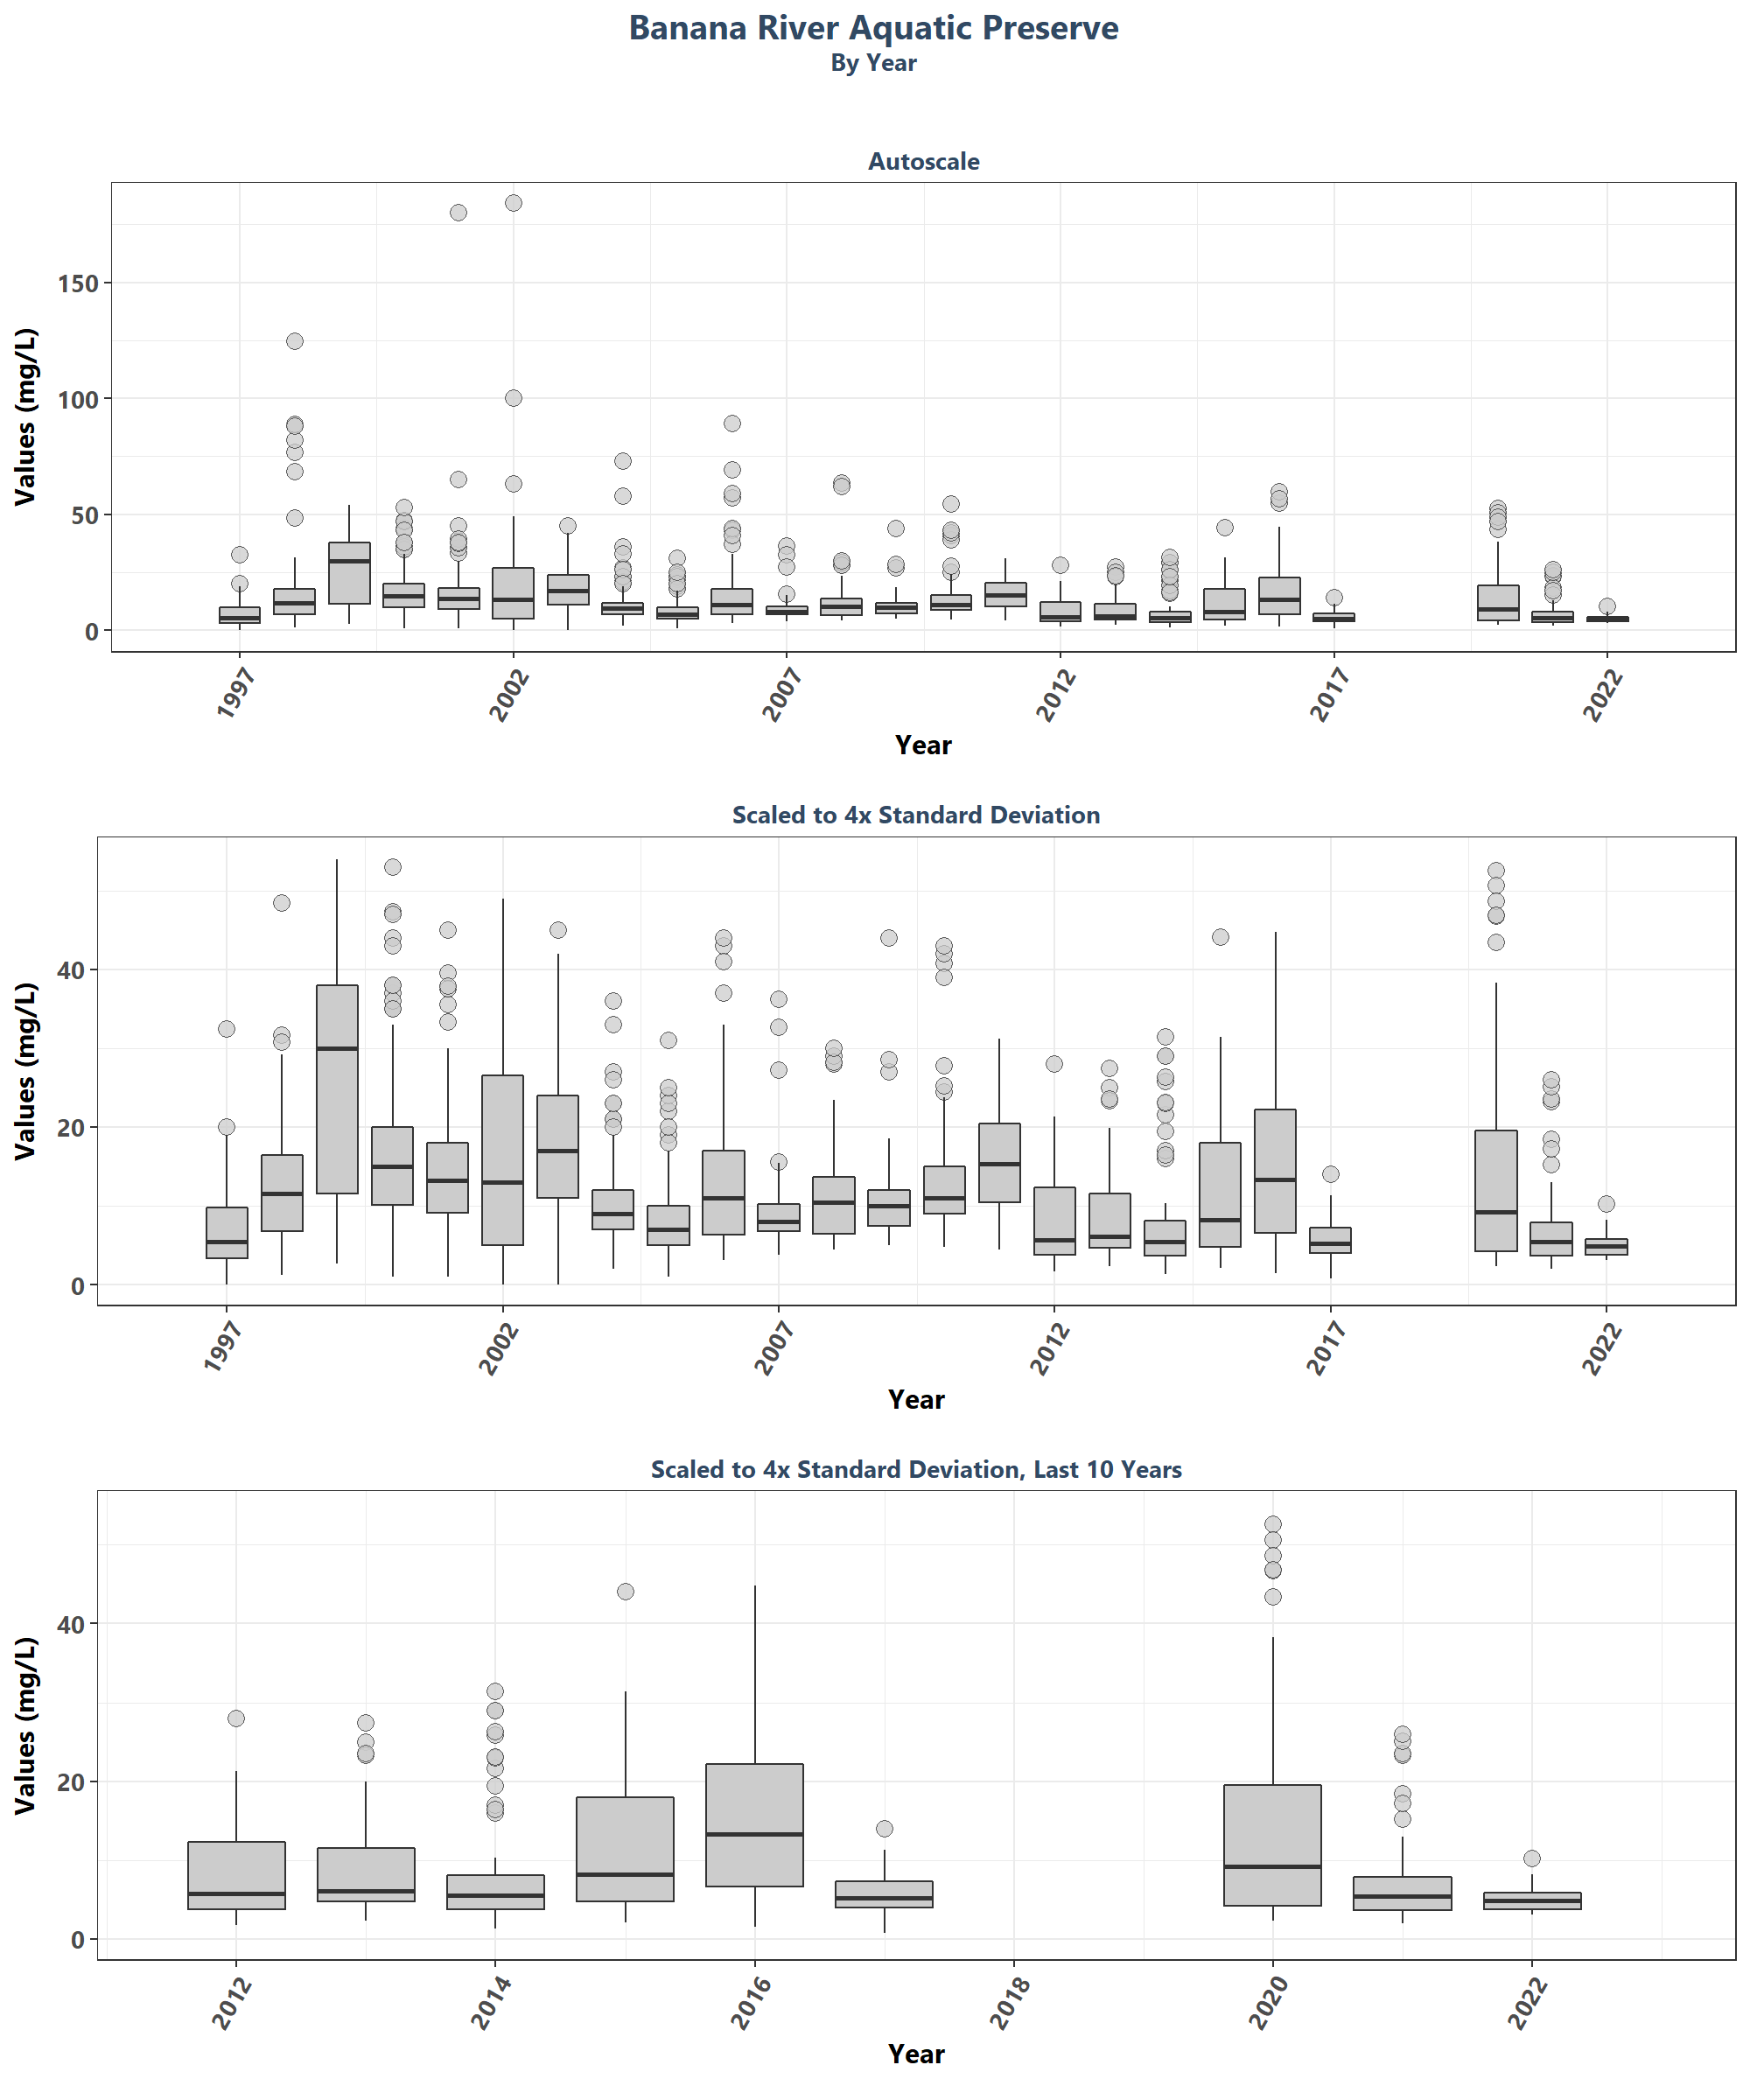 Banana River Aquatic Preserve
By Year
Autoscale
Values (mg/L)
150
100
50
0
1997
2002
2007
2012
2017
2022
Year
Scaled to 4x Standard Deviation
Values (mg/L)
40
20
0
1997
2002
2007
2012
2017
2022
Year
Scaled to 4x Standard Deviation, Last 10 Years
Values (mg/L)
40
20
0
2012
2014
2016
2018
2020
2022
Year